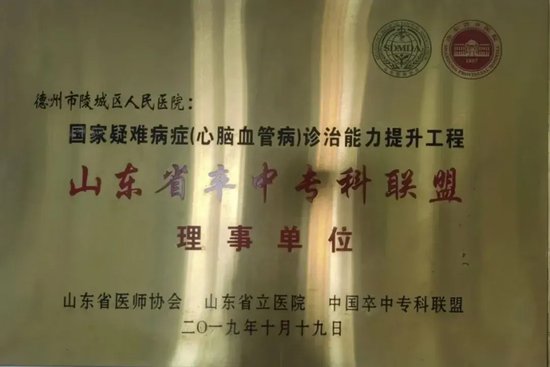 SDMDA
1897
德州市陵城区人民医院：
国家疑难病症(心脑血管病)诊治能力提升工程
山东省卒中专科联盟
理事单位
山东省医师协会 山东省立医院 中国卒中专科联盟
二〇一九年十月十九日